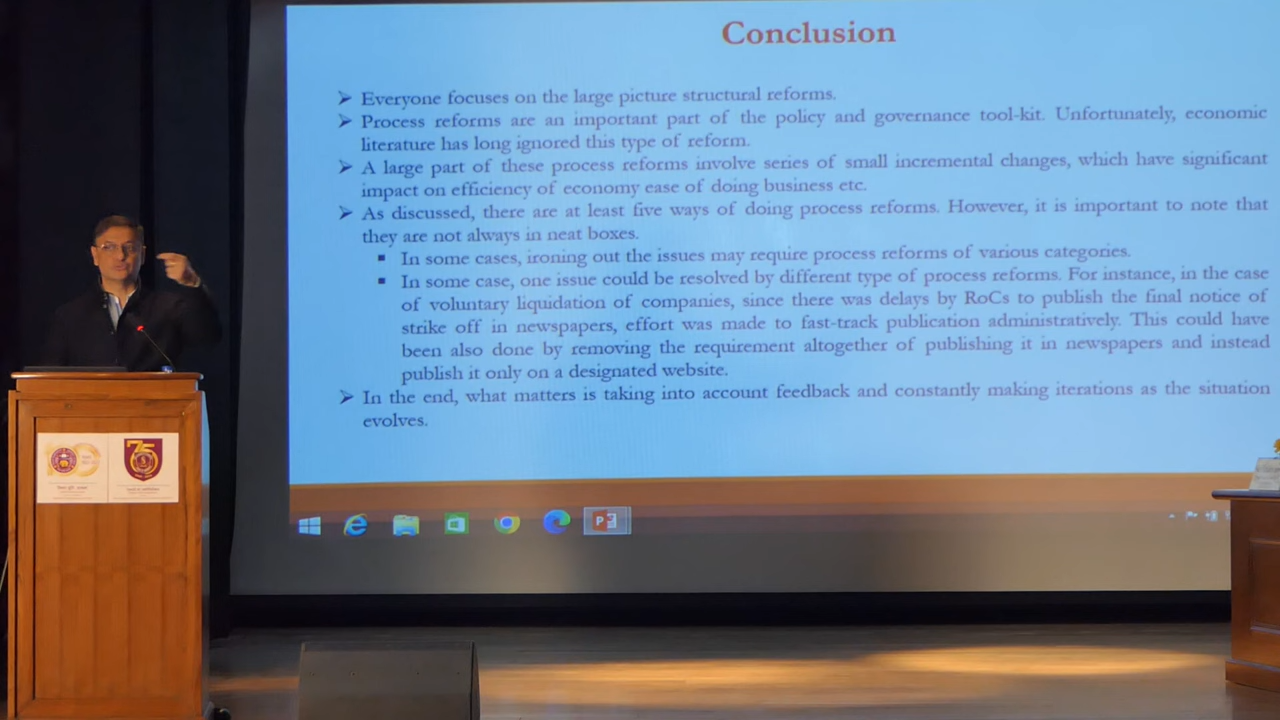 Conclusion
➤ Everyone focuses on the large picture structural reforms.
➤ Process reforms are an important part of the policy and governance tool-kit. Unfortunately, economic
literature has long ignored this type of reform.
➤ A large part of these process reforms involve series of small incremental changes, which have significant
impact on efficiency of economy ease of doing business etc.
➤ As discussed, there are at least five ways of doing process reforms. However, it is important to note that
they are not always in neat boxes.
▪ In some cases, ironing out the issues may require process reforms of various categories.
▪ In some case, one issue could be resolved by different type of process reforms. For instance, in the case
of voluntary liquidation of companies, since there was delays by RoCs to publish the final notice of
strike off in newspapers, effort was made to fast-track publication administratively. This could have
been also done by removing the requirement altogether of publishing it in newspapers and instead
publish it only on a designated website.
➤ In the end, what matters is taking into account feedback and constantly making iterations as the situation
evolves.
75